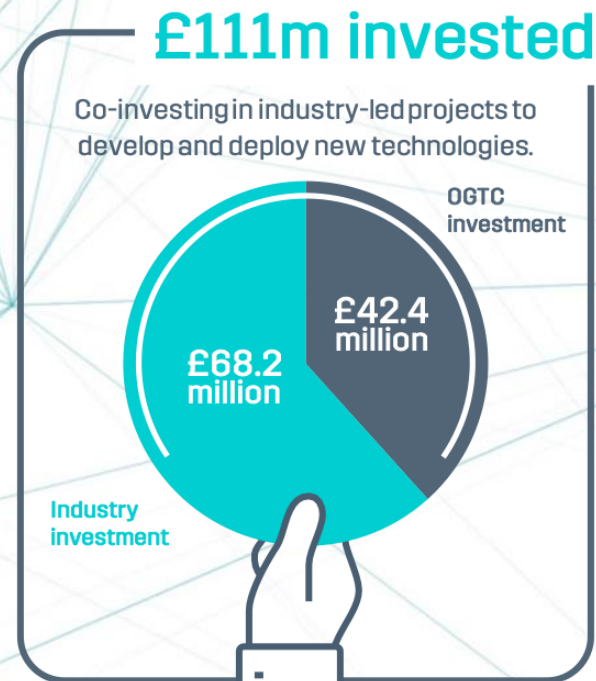 £111m invested
Co-investing in industry-led projects to
develop and deploy new technologies.
OGTC
investment
£42.4
million
£68.2
million
Industry
investment